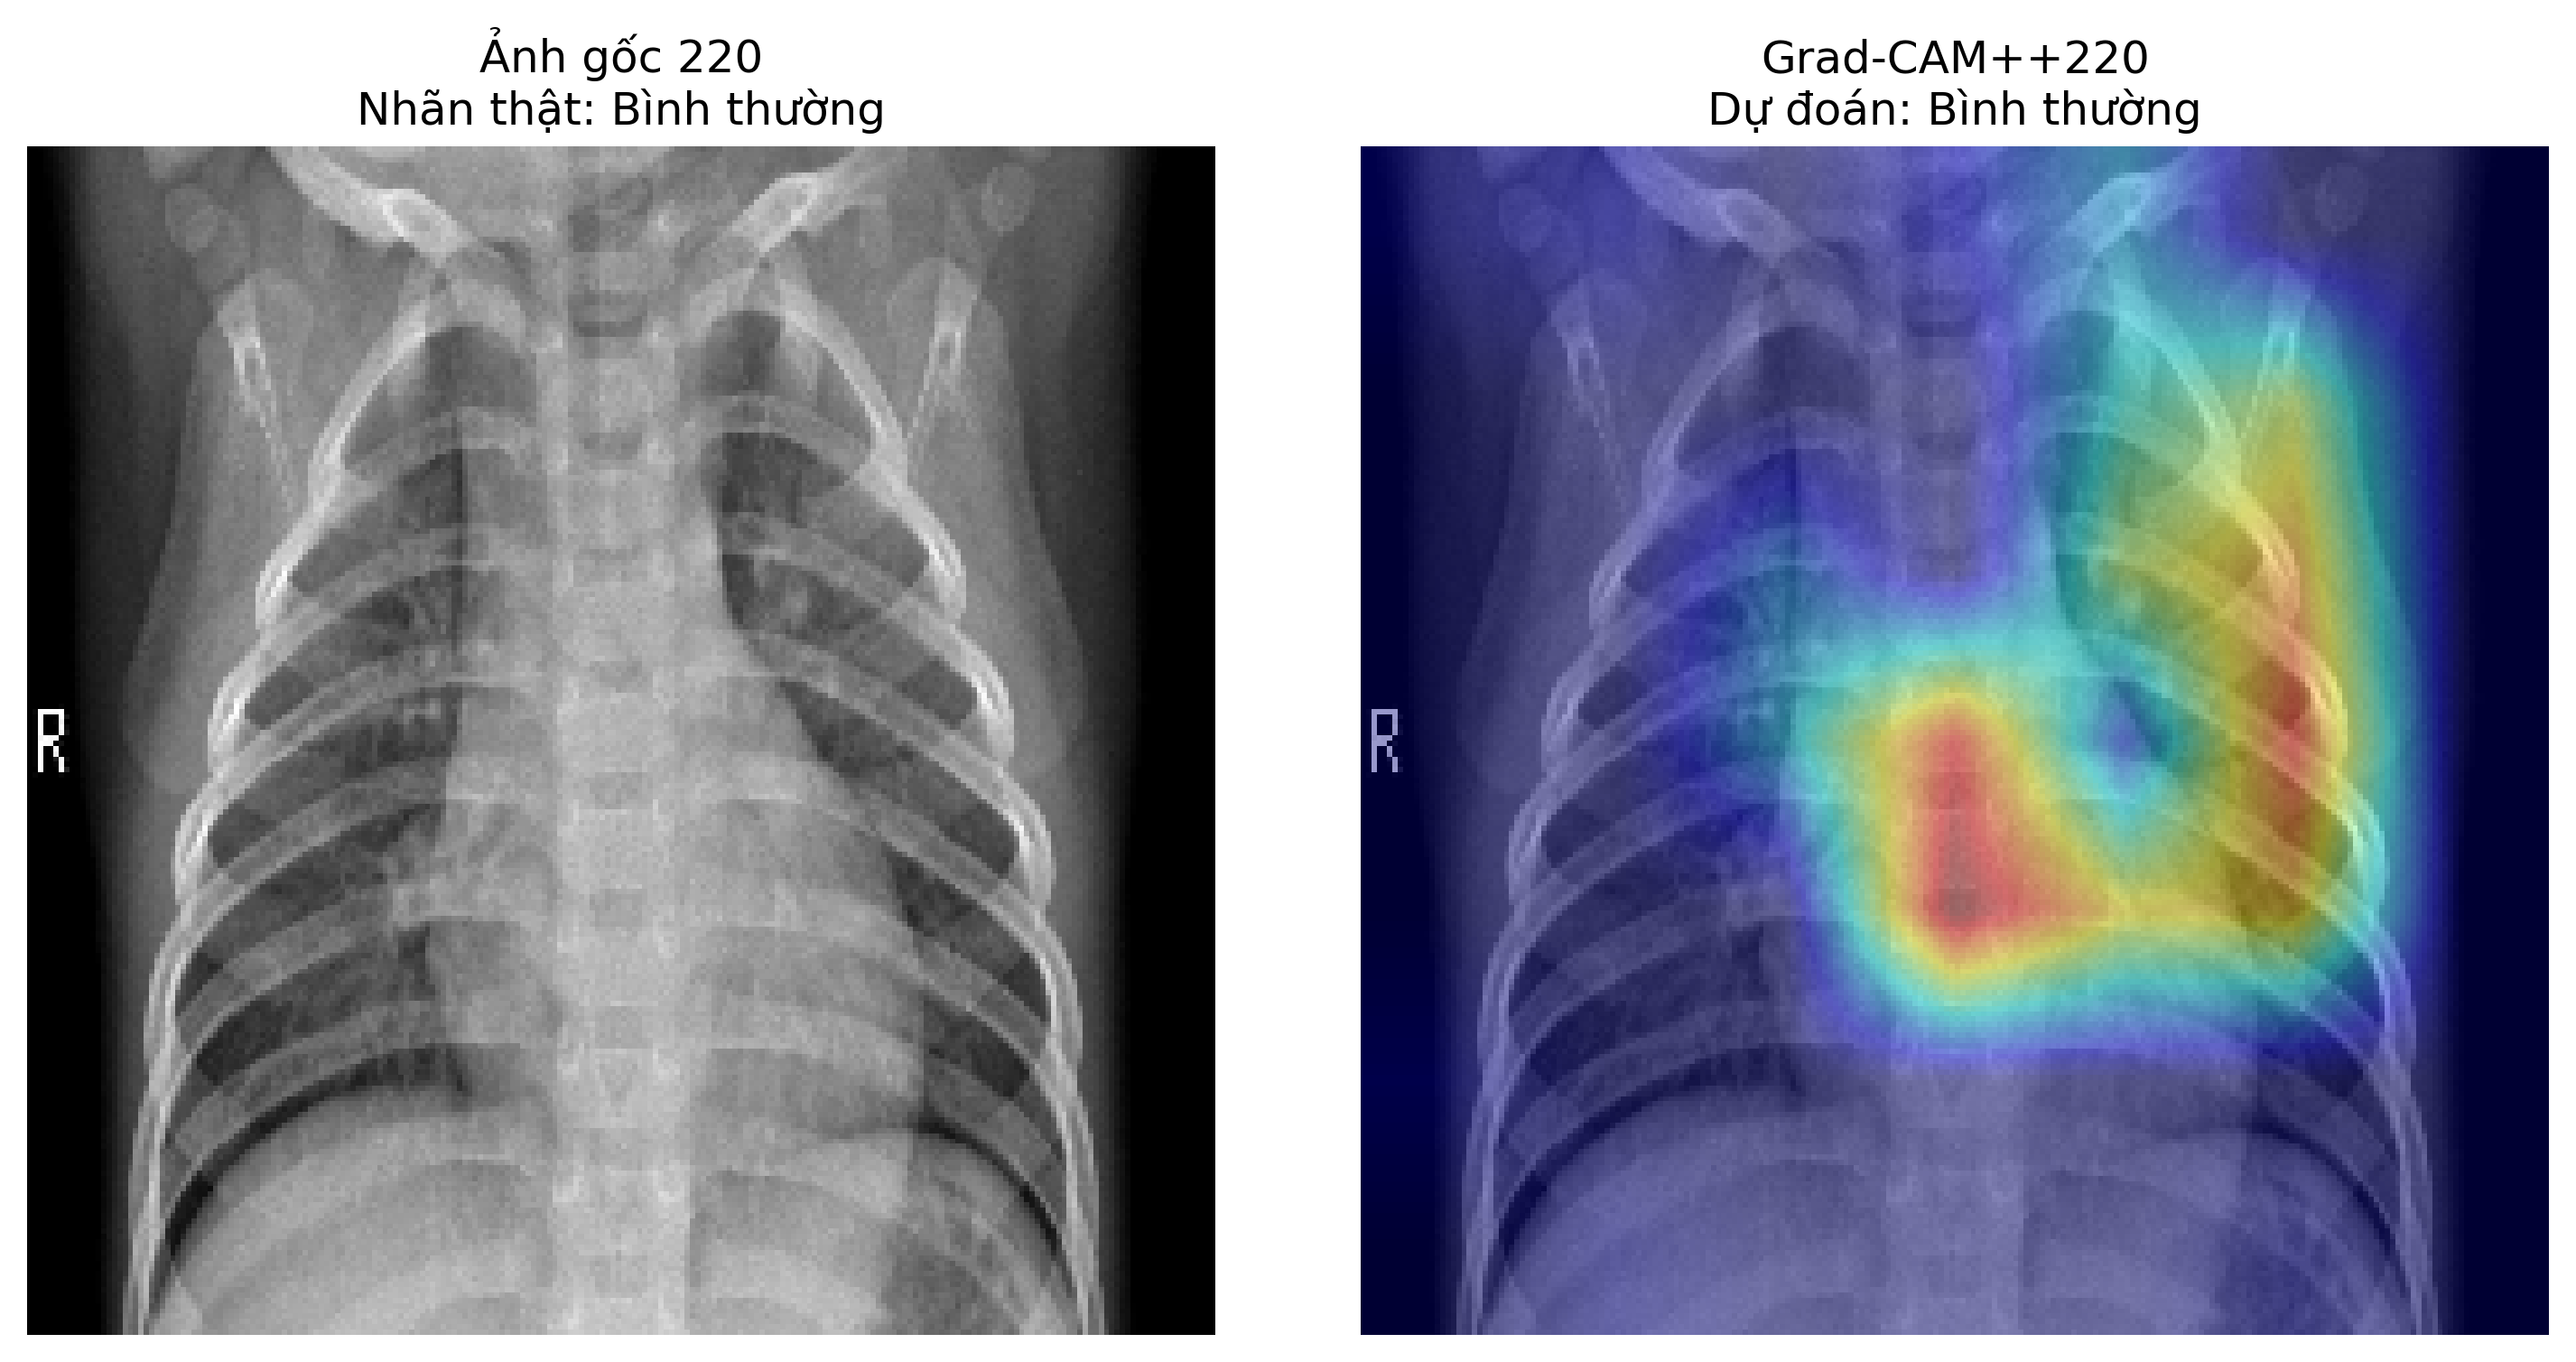 Ảnh gốc 220
Nhãn thật: Bình thường
Grad-CAM++220
Dự đoán: Bình thường
R
R